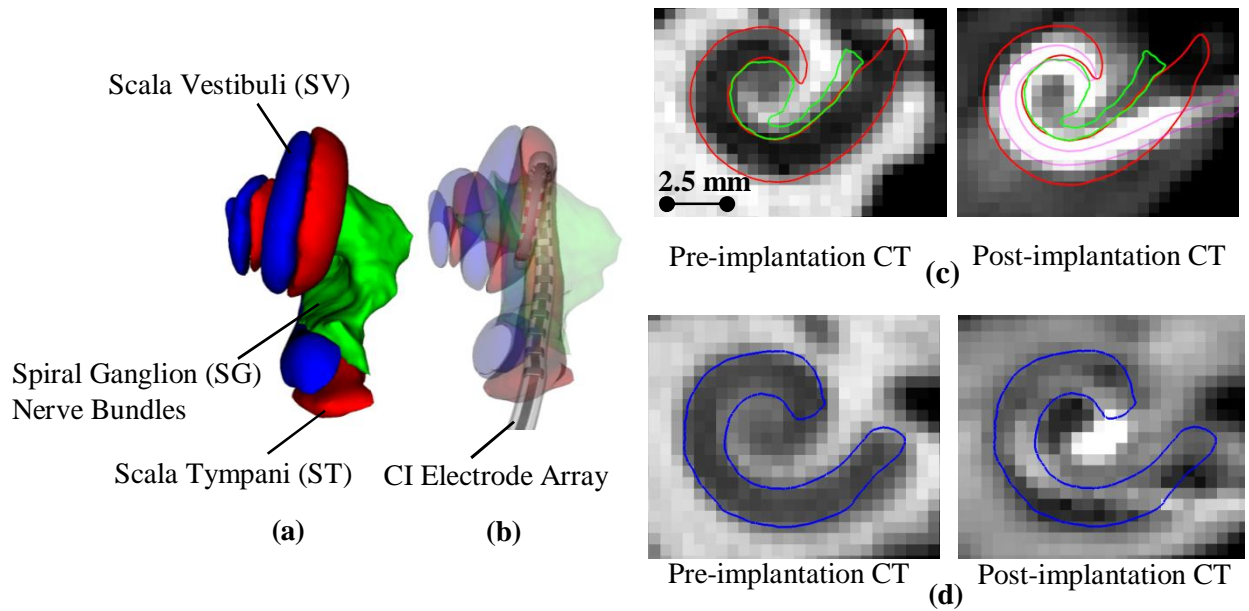 Scala Vestibuli (SV)
Spiral Ganglion (SG)
Nerve Bundles
Scala Tympani (ST)
CI Electrode Array
(a)
(b)
2.5 mm
Pre-implantation CT
Post-implantation CT
(c)
Pre-implantation CT
Post-implantation CT
(d)